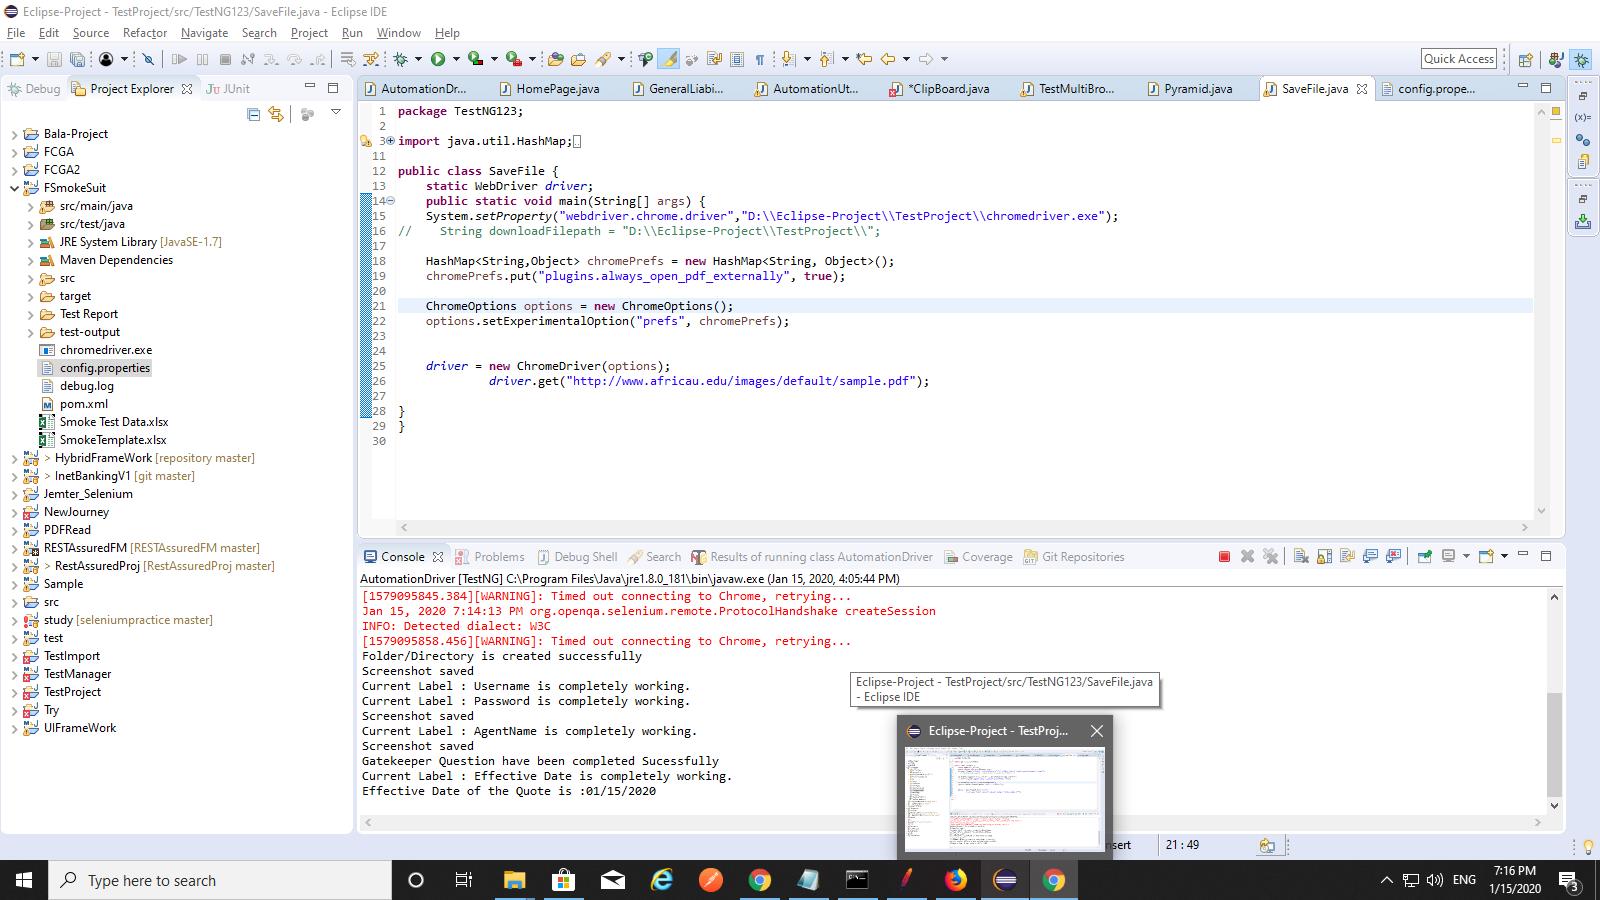 Eclipse-Project - TestProject/src/TestNG123/SaveFile.java - Eclipse IDE
File Edit Source Refactor Navigate Search Project Run Window Help
Quick Access
Debug Project Explorer JUnit
AutomationDr... HomePage.java GeneralLiabi... AutomationUt... *ClipBoard.java TestMultiBro... Pyramid.java SaveFile.java config.prope...
Bala-Project
FCGA
FCGA2
FSmokeSuit
src/main/java
src/test/java
JRE System Library [JavaSE-1.7]
Maven Dependencies
src
target
Test Report
test-output
chromedriver.exe
config.properties
debug.log
pom.xml
Smoke Test Data.xlsx
SmokeTemplate.xlsx
> HybridFrameWork [repository master]
> InetBankingV1 [git master]
Jemter_Selenium
NewJourney
PDFRead
RESTAssuredFM [RESTAssuredFM master]
> RestAssuredProj [RestAssuredProj master]
Sample
src
study [seleniumpractice master]
test
TestImport
TestManager
TestProject
Try
UIFrameWork
1 package TestNG123;
2
3 import java.util.HashMap;
11
12 public class SaveFile {
13 static WebDriver driver;
14 public static void main(String[] args) {
15 System.setProperty("webdriver.chrome.driver","D:\\Eclipse-Project\\TestProject\\chromedriver.exe");
16 // String downloadFilepath = "D:\\Eclipse-Project\\TestProject\\";
17
18 HashMap<String,Object> chromePrefs = new HashMap<String, Object>();
19 chromePrefs.put("plugins.always_open_pdf_externally", true);
20
21 ChromeOptions options = new ChromeOptions();
22 options.setExperimentalOption("prefs", chromePrefs);
23
24
25 driver = new ChromeDriver(options);
26 driver.get("http://www.africau.edu/images/default/sample.pdf");
27
28 }
29 }
30
Console Problems Debug Shell Search Results of running class AutomationDriver Coverage Git Repositories
AutomationDriver [TestNG] C:\Program Files\Java\jre1.8.0_181\bin\javaw.exe (Jan 15, 2020, 4:05:44 PM)
[1579095845.384][WARNING]: Timed out connecting to Chrome, retrying...
Jan 15, 2020 7:14:13 PM org.openqa.selenium.remote.ProtocolHandshake createSession
INFO: Detected dialect: W3C
[1579095858.456][WARNING]: Timed out connecting to Chrome, retrying...
Folder/Directory is created successfully
Screenshot saved
Current Label : Username is completely working.
Current Label : Password is completely working.
Screenshot saved
Current Label : AgentName is completely working.
Screenshot saved
Gatekeeper Question have been completed Sucessfully
Current Label : Effective Date is completely working.
Effective Date of the Quote is :01/15/2020
Eclipse-Project - TestProject/src/TestNG123/SaveFile.java
- Eclipse IDE
Eclipse-Project - TestProj...
nsert 21 : 49
Type here to search
ENG
7:16 PM
1/15/2020
3